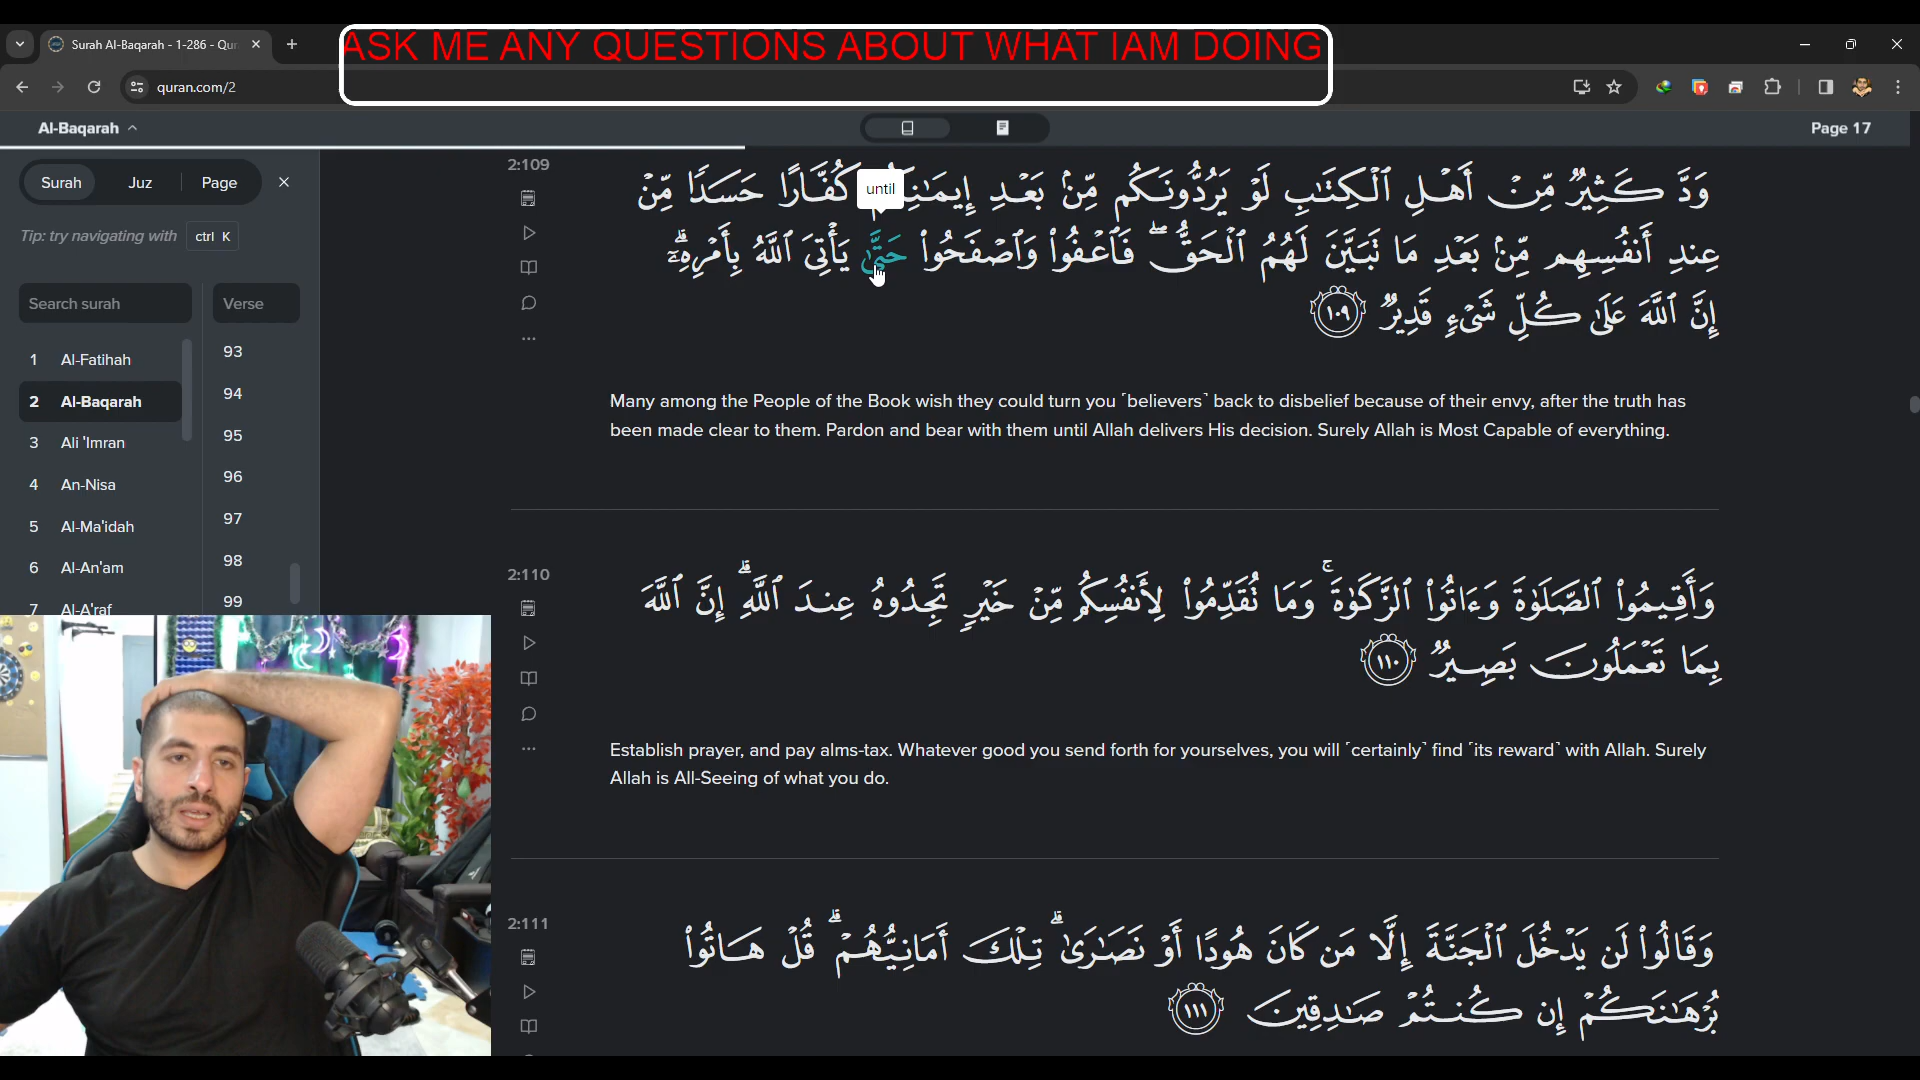 Surah Al-Baqarah - 1-286 - Qur
ASK ME ANY QUESTIONS ABOUT WHAT IAM DOING
quran.com/2
Al-Baqarah
Page 17
Surah
Juz
Page
Tip: try navigating with ctrl K
Search surah
Verse
1 Al-Fatihah
2 Al-Baqarah
3 Ali 'Imran
4 An-Nisa
5 Al-Ma'idah
6 Al-An'am
7 Al-A'raf
93
94
95
96
97
98
99
2:109
until
وَدَّ كَثِيرٌ مِّنْ أَهْلِ ٱلْكِتَـٰبِ لَوْ يَرُدُّونَكُم مِّنۢ بَعْدِ إِيمَـٰنِكُمْ كُفَّارًا حَسَدًا مِّنْ
عِندِ أَنفُسِهِم مِّنۢ بَعْدِ مَا تَبَيَّنَ لَهُمُ ٱلْحَقُّ ۖ فَٱعْفُوا۟ وَٱصْفَحُوا۟ حَتَّىٰ يَأْتِىَ ٱللَّهُ بِأَمْرِهِۦٓ ۗ
إِنَّ ٱللَّهَ عَلَىٰ كُلِّ شَىْءٍ قَدِيرٌ ١٠٩
Many among the People of the Book wish they could turn you ˹believers˺ back to disbelief because of their envy, after the truth has
been made clear to them. Pardon and bear with them until Allah delivers His decision. Surely Allah is Most Capable of everything.
2:110
وَأَقِيمُوا۟ ٱلصَّلَوٰةَ وَءَاتُوا۟ ٱلزَّكَوٰةَ ۚ وَمَا تُقَدِّمُوا۟ لِأَنفُسِكُم مِّنْ خَيْرٍ تَجِدُوهُ عِندَ ٱللَّهِ ۗ إِنَّ ٱللَّهَ
بِمَا تَعْمَلُونَ بَصِيرٌ ١١٠
Establish prayer, and pay alms-tax. Whatever good you send forth for yourselves, you will ˹certainly˺ find ˹its reward˺ with Allah. Surely
Allah is All-Seeing of what you do.
2:111
وَقَالُوا۟ لَن يَدْخُلَ ٱلْجَنَّةَ إِلَّا مَن كَانَ هُودًا أَوْ نَصَـٰرَىٰ ۗ تِلْكَ أَمَانِيُّهُمْ ۗ قُلْ هَاتُوا۟
بُرْهَـٰنَكُمْ إِن كُنتُمْ صَـٰدِقِينَ ١١١